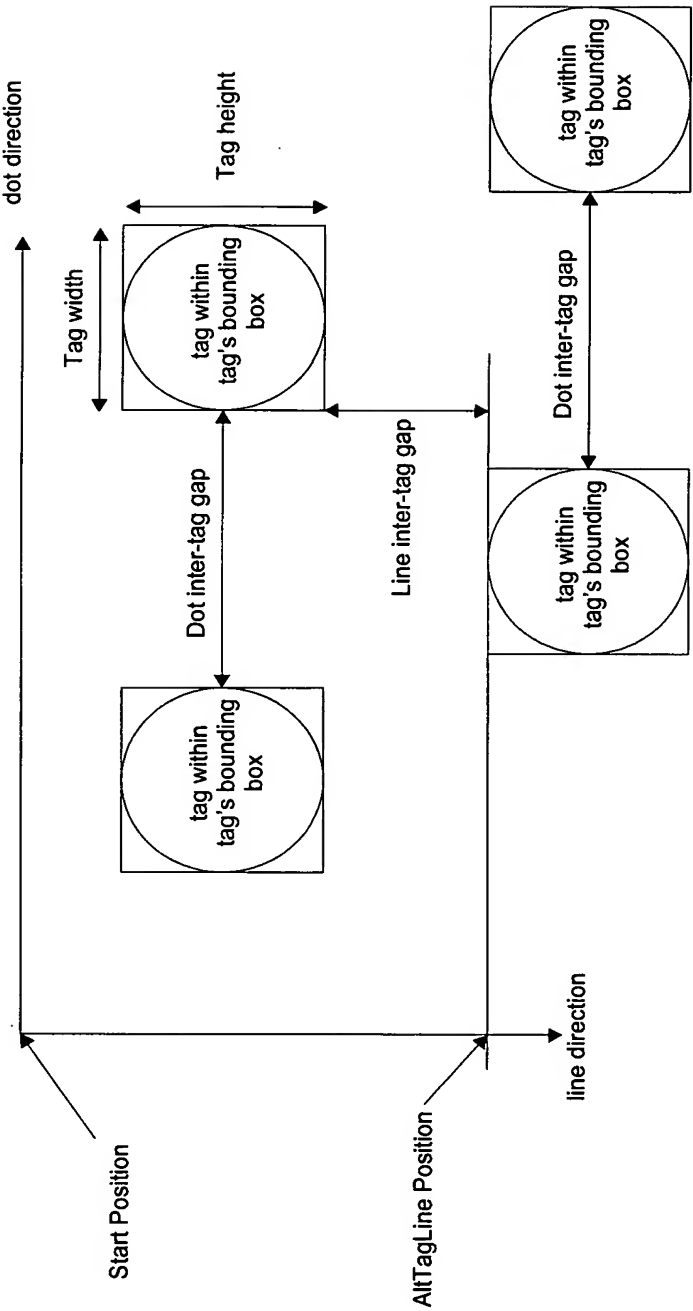 dot direction
Tag width
Tag height
tag within
tag's bounding
box
Dot inter-tag gap
tag within
tag's bounding
box
Line inter-tag gap
Start Position
AltTagLine Position
line direction
tag within
tag's bounding
box
Dot inter-tag gap
tag within
tag's bounding
box